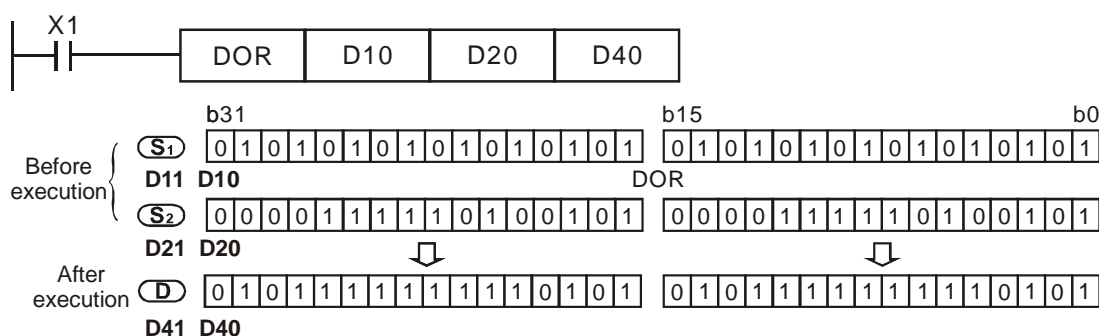 X1
DOR D10 D20 D40
b31 b15 b0
S1 0 1 0 1 0 1 0 1 0 1 0 1 0 1 0 1 0 1 0 1 0 1 0 1 0 1 0 1 0 1 0 1
Before
execution
D11 D10
DOR
S2 0 0 0 0 1 1 1 1 1 0 1 0 0 1 0 1 0 0 0 0 1 1 1 1 1 0 1 0 0 1 0 1
D21 D20
After
execution
D 0 1 0 1 1 1 1 1 1 1 1 1 0 1 0 1 0 1 0 1 1 1 1 1 1 1 1 1 0 1 0 1
D41 D40